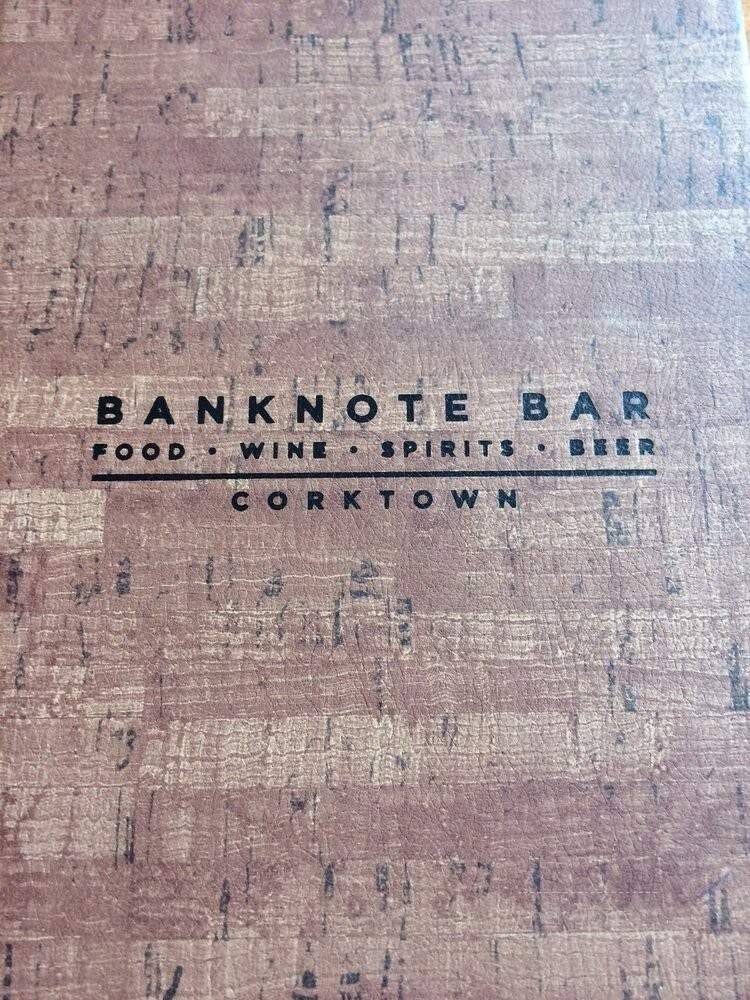 BANKNOTE BAR
FOOD · WINE · SPIRITS · BEER
CORKTOWN